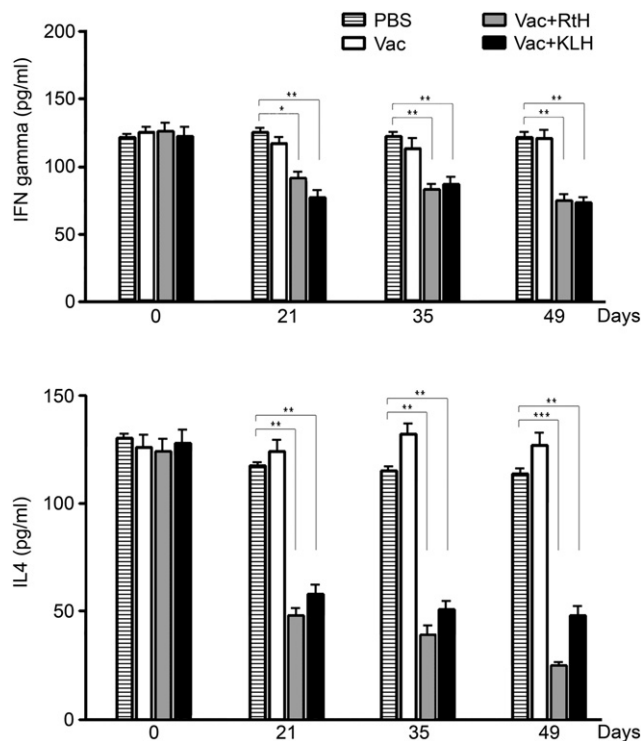 PBS
Vac
Vac+RtH
Vac+KLH
IFN gamma (pg/ml)
200
150
100
50
0
**
*
**
**
**
**
0 21 35 49 Days
IL4 (pg/ml)
150
100
50
0
**
**
**
**
**
***
0 21 35 49 Days